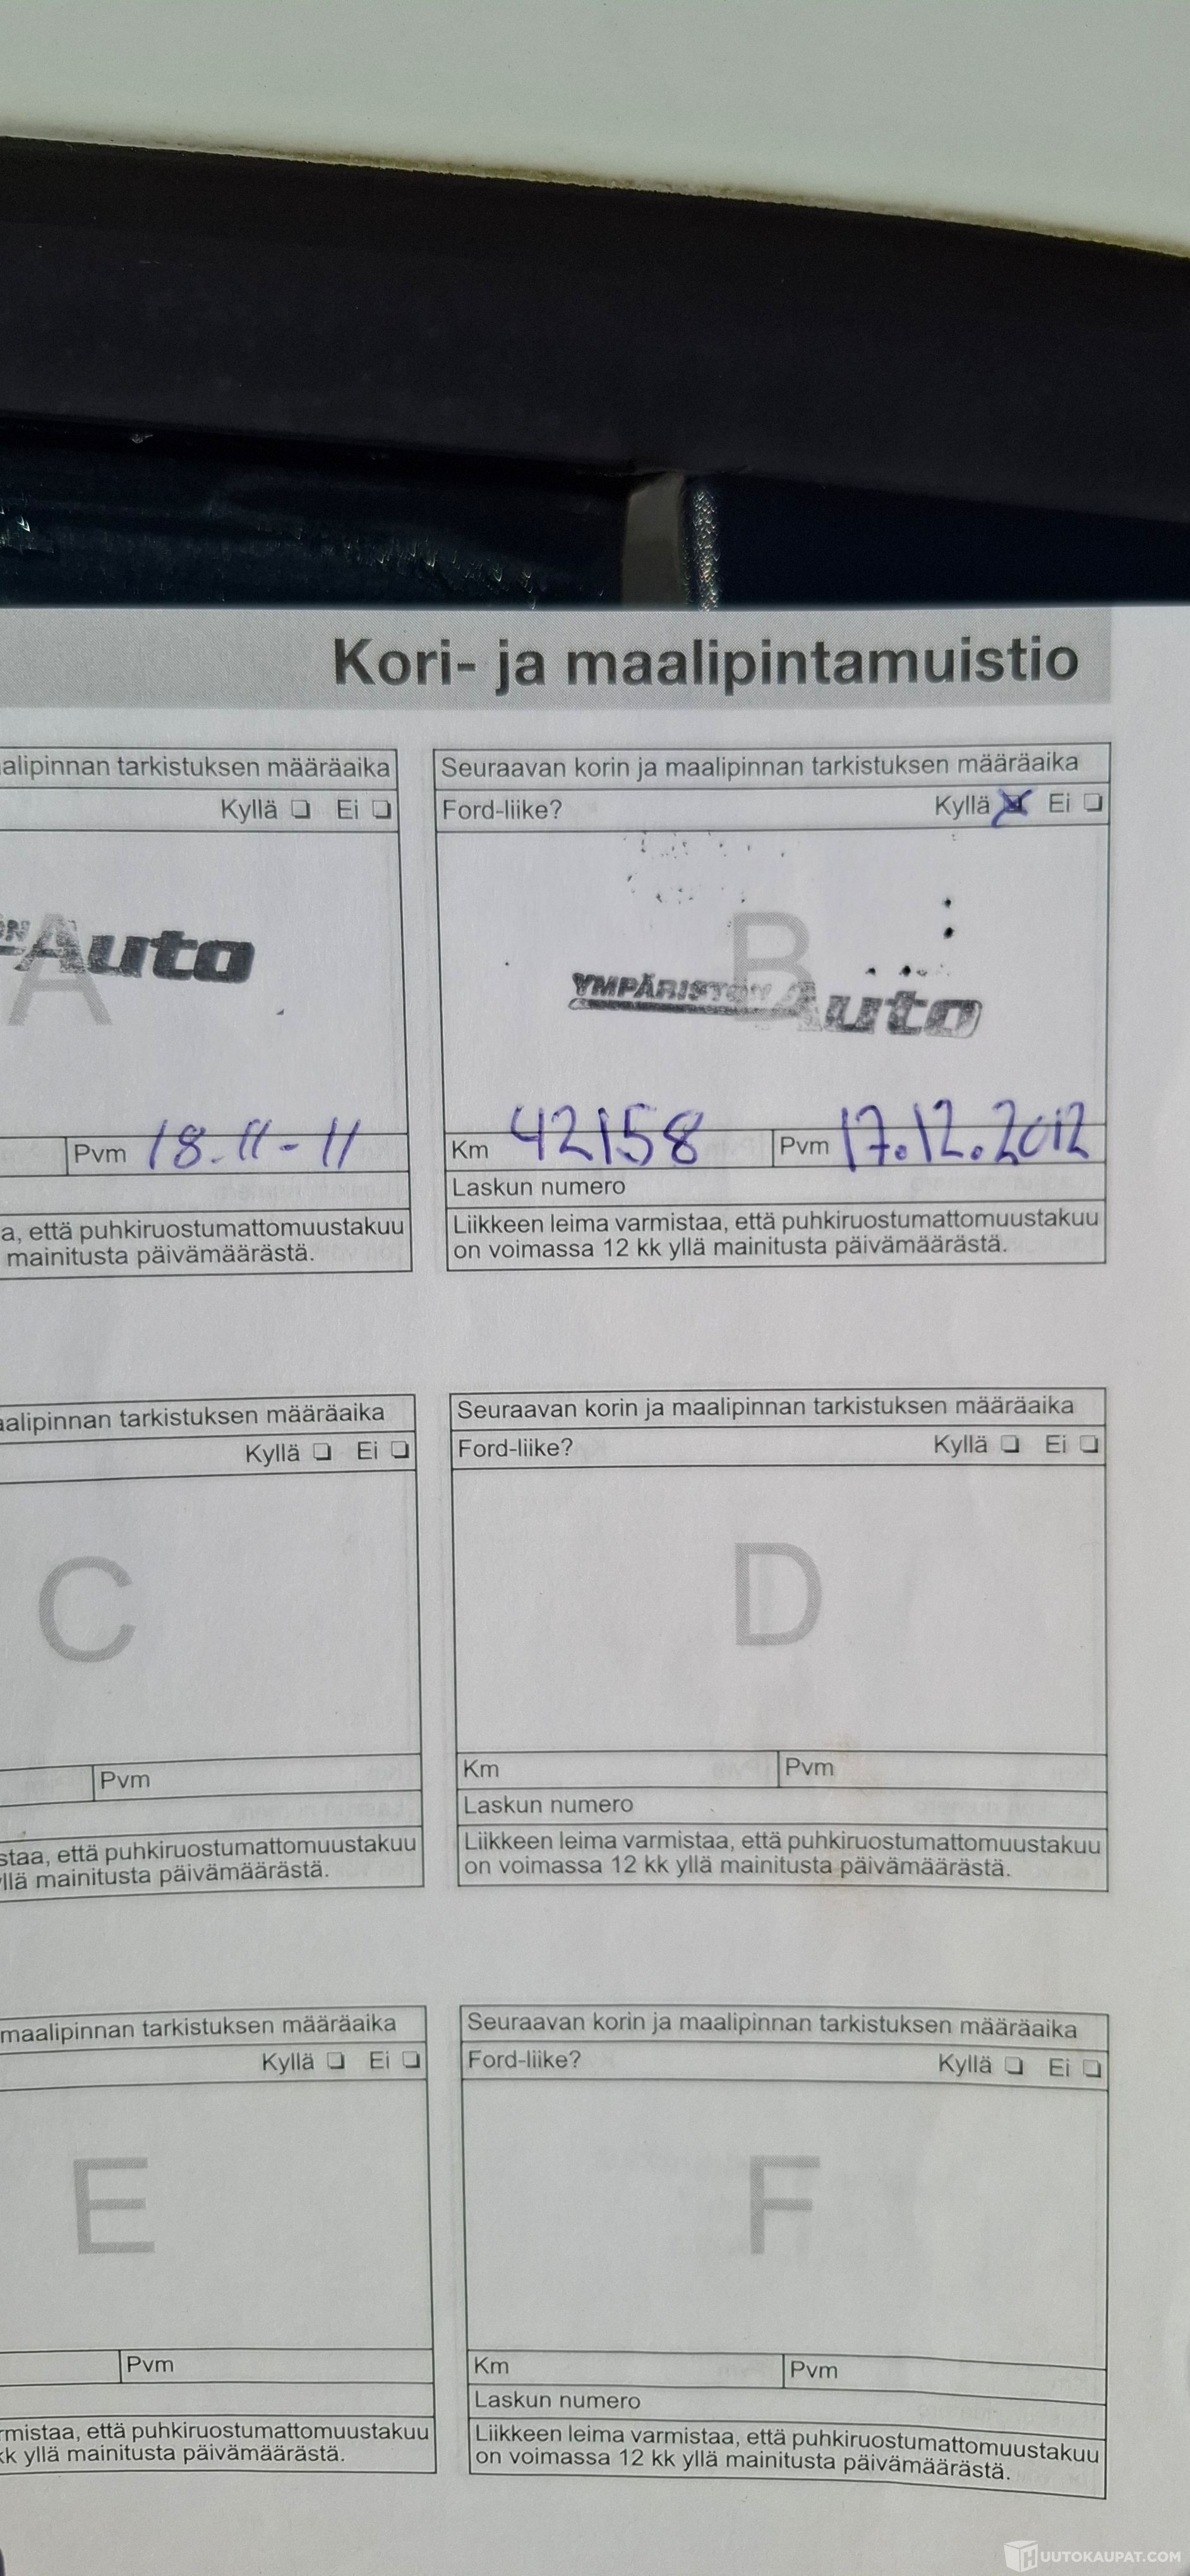 Kori- ja maalipintamuistio
alipinnan tarkistuksen määräaika
Kyllä ❏ Ei ❏
Auto
A
Pvm 18.11-11
a, että puhkiruostumattomuustakuu
mainitusta päivämäärästä.
Seuraavan korin ja maalipinnan tarkistuksen määräaika
Ford-liike? Kyllä ☒ Ei ❏
B
YMPÄRISTÖN Auto
Km 42158 Pvm 17.12.2012
Laskun numero
Liikkeen leima varmistaa, että puhkiruostumattomuustakuu
on voimassa 12 kk yllä mainitusta päivämäärästä.
aalipinnan tarkistuksen määräaika
Kyllä ❏ Ei ❏
C
Pvm
staa, että puhkiruostumattomuustakuu
llä mainitusta päivämäärästä.
Seuraavan korin ja maalipinnan tarkistuksen määräaika
Ford-liike? Kyllä ❏ Ei ❏
D
Km Pvm
Laskun numero
Liikkeen leima varmistaa, että puhkiruostumattomuustakuu
on voimassa 12 kk yllä mainitusta päivämäärästä.
maalipinnan tarkistuksen määräaika
Kyllä ❏ Ei ❏
E
Pvm
rmistaa, että puhkiruostumattomuustakuu
kk yllä mainitusta päivämäärästä.
Seuraavan korin ja maalipinnan tarkistuksen määräaika
Ford-liike? Kyllä ❏ Ei ❏
F
Km Pvm
Laskun numero
Liikkeen leima varmistaa, että puhkiruostumattomuustakuu
on voimassa 12 kk yllä mainitusta päivämäärästä.
HUUTOKAUPAT.COM